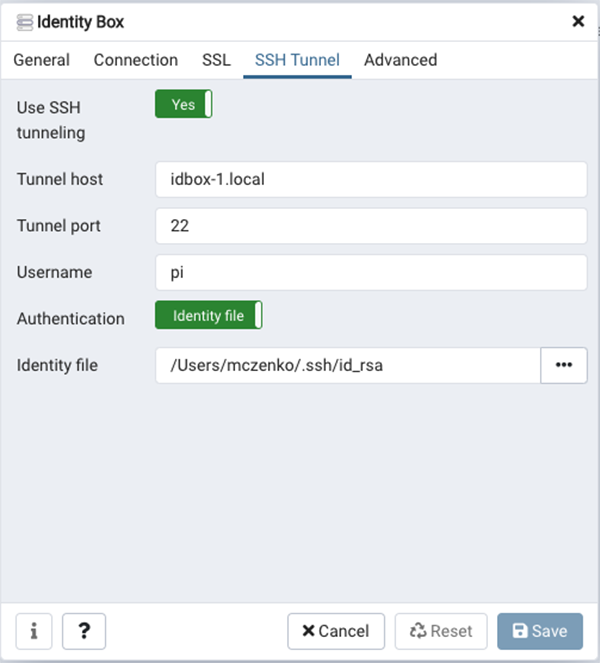 Identity Box
General Connection SSL SSH Tunnel Advanced
Use SSH
tunneling
Yes
Tunnel host
idbox-1.local
Tunnel port
22
Username
pi
Authentication
Identity file
Identity file
/Users/mczenko/.ssh/id_rsa
•••
i ? Cancel Reset Save